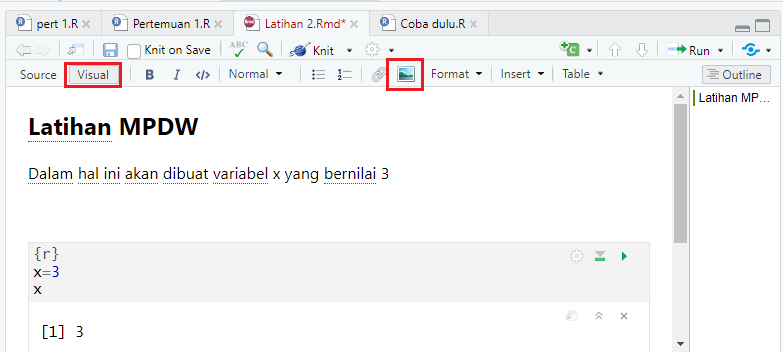 pert 1.R Pertemuan 1.R Latihan 2.Rmd* Coba dulu.R
Knit on Save ABC Knit Run
Source Visual B I </> Normal Format Insert Table Outline
Latihan MPDW
Latihan MP...
Dalam hal ini akan dibuat variabel x yang bernilai 3
{r}
x=3
x
[1] 3